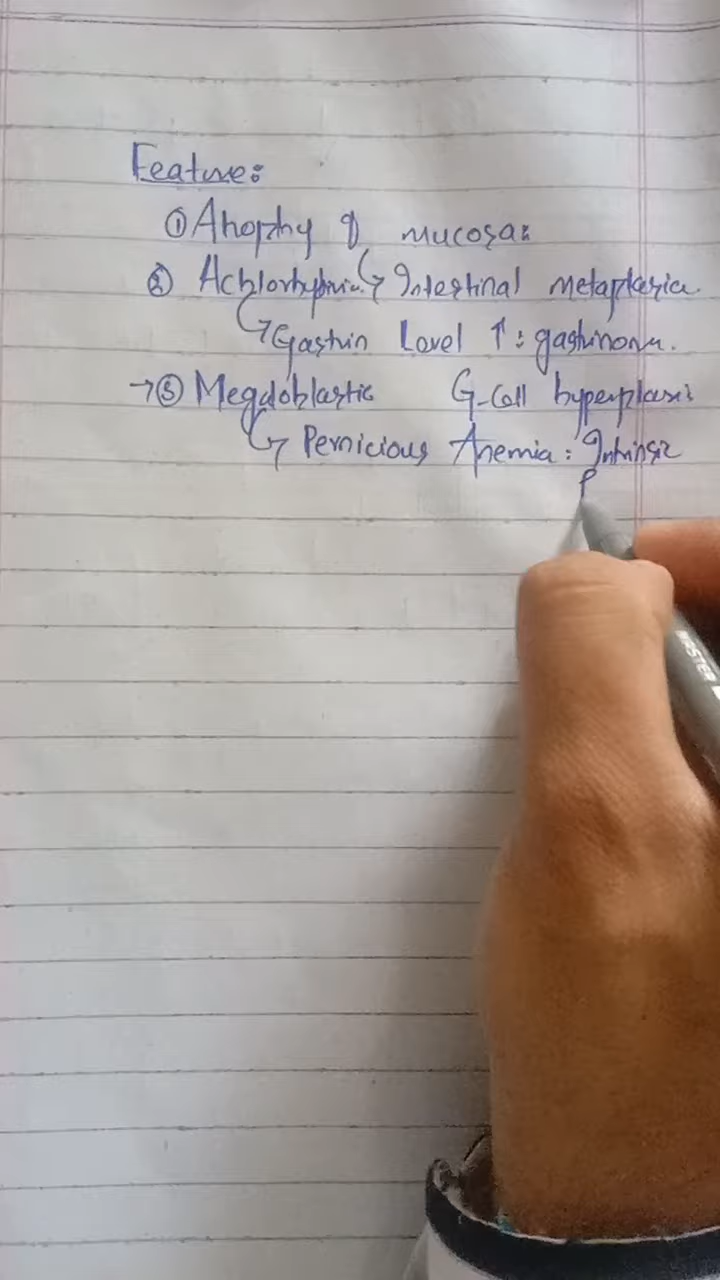 Feature:
① Atrophy of mucosa:
② Achlorhydria ↳ Intestinal metaplasia
↳ Gastrin Level ↑ : gastrinoma.
→③ Megaloblastic G-Cell hyperplasia
↳ Pernicious Anemia : Intrinsic
MASTER